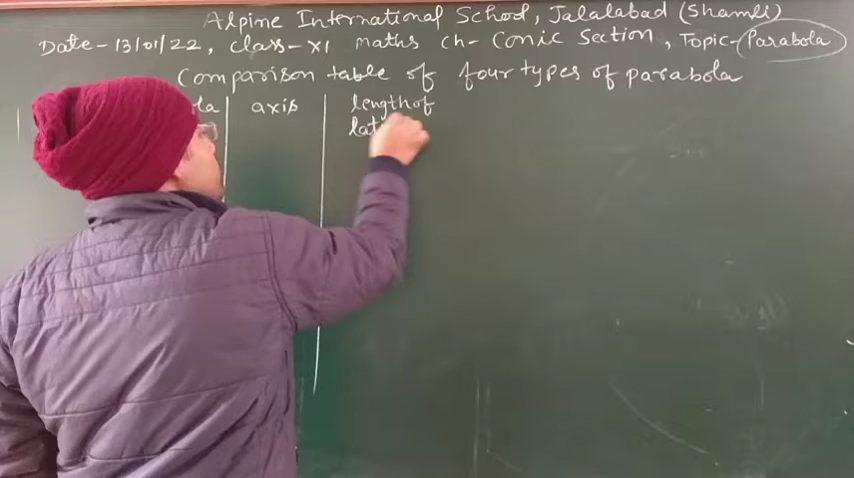 Alpine International School, Jalalabad (Shamli)
Date - 13/01/22, Class - XI maths ch- Conic Section, Topic - Parabola
Comparison table of four types of parabola
axis
length of